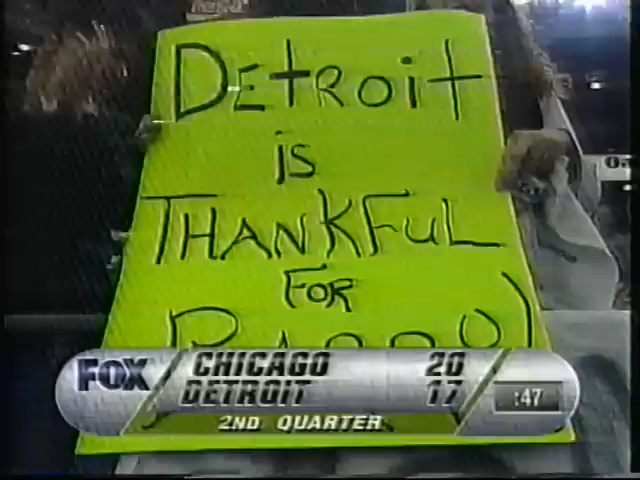 Detroit
is
THANKFUL
FOR
FOX
CHICAGO 20
DETROIT 17
:47
2ND QUARTER